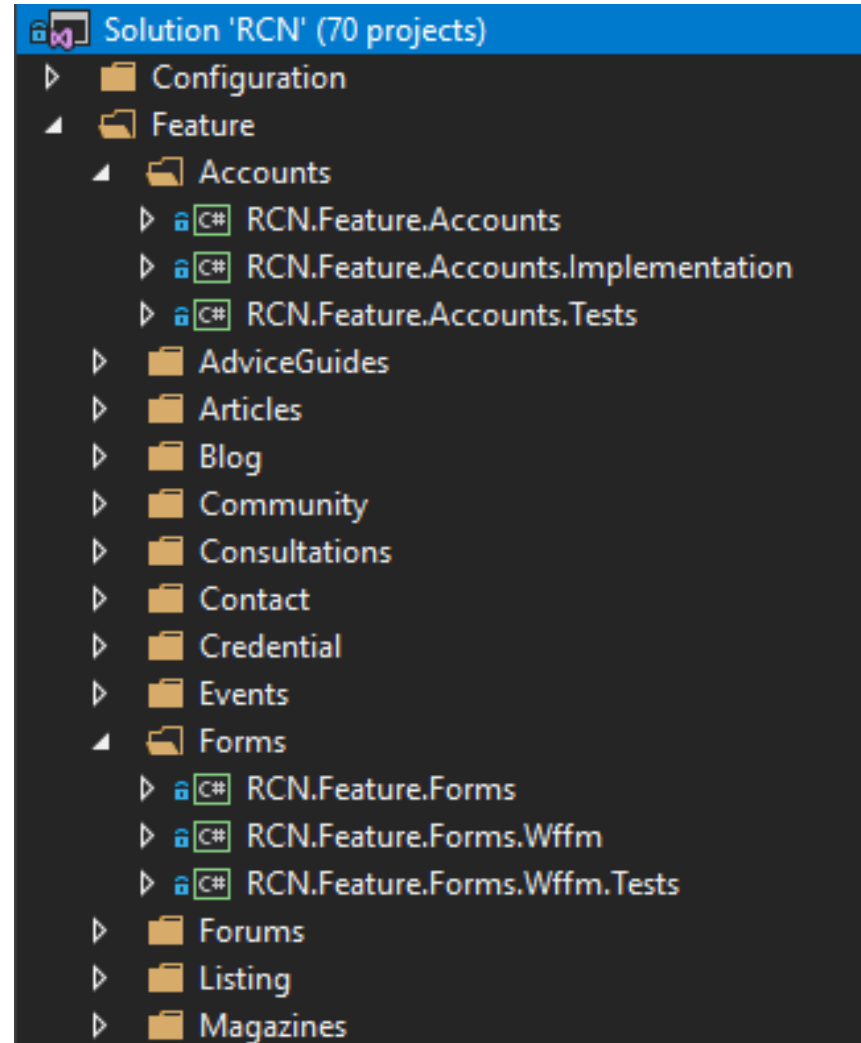 Solution 'RCN' (70 projects)
Configuration
Feature
Accounts
C# RCN.Feature.Accounts
C# RCN.Feature.Accounts.Implementation
C# RCN.Feature.Accounts.Tests
AdviceGuides
Articles
Blog
Community
Consultations
Contact
Credential
Events
Forms
C# RCN.Feature.Forms
C# RCN.Feature.Forms.Wffm
C# RCN.Feature.Forms.Wffm.Tests
Forums
Listing
Magazines